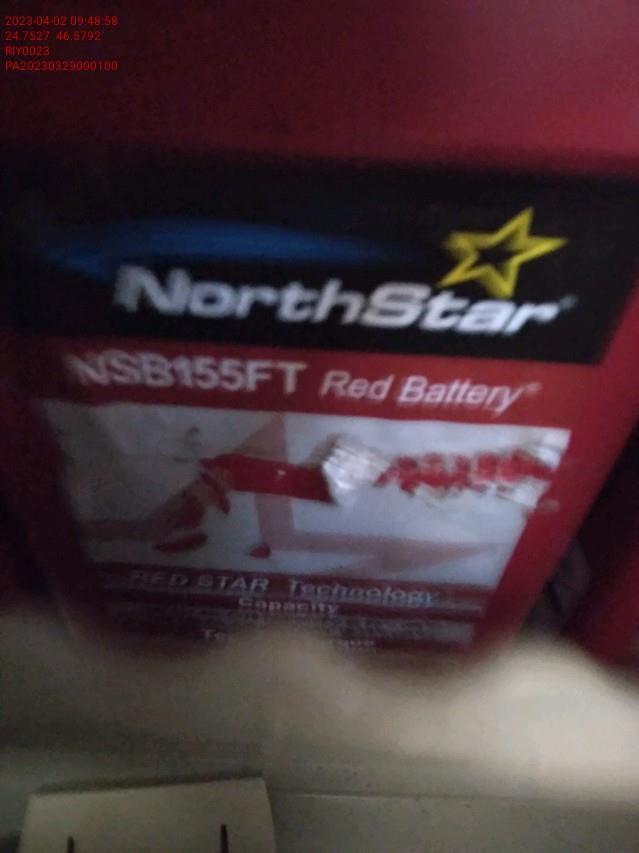 2023-04-02 09:48:58
24.7527 46.5792
RIY0023
PA20230329000100
NorthStar
NSB155FT Red Battery®
RED STAR Technology
Capacity